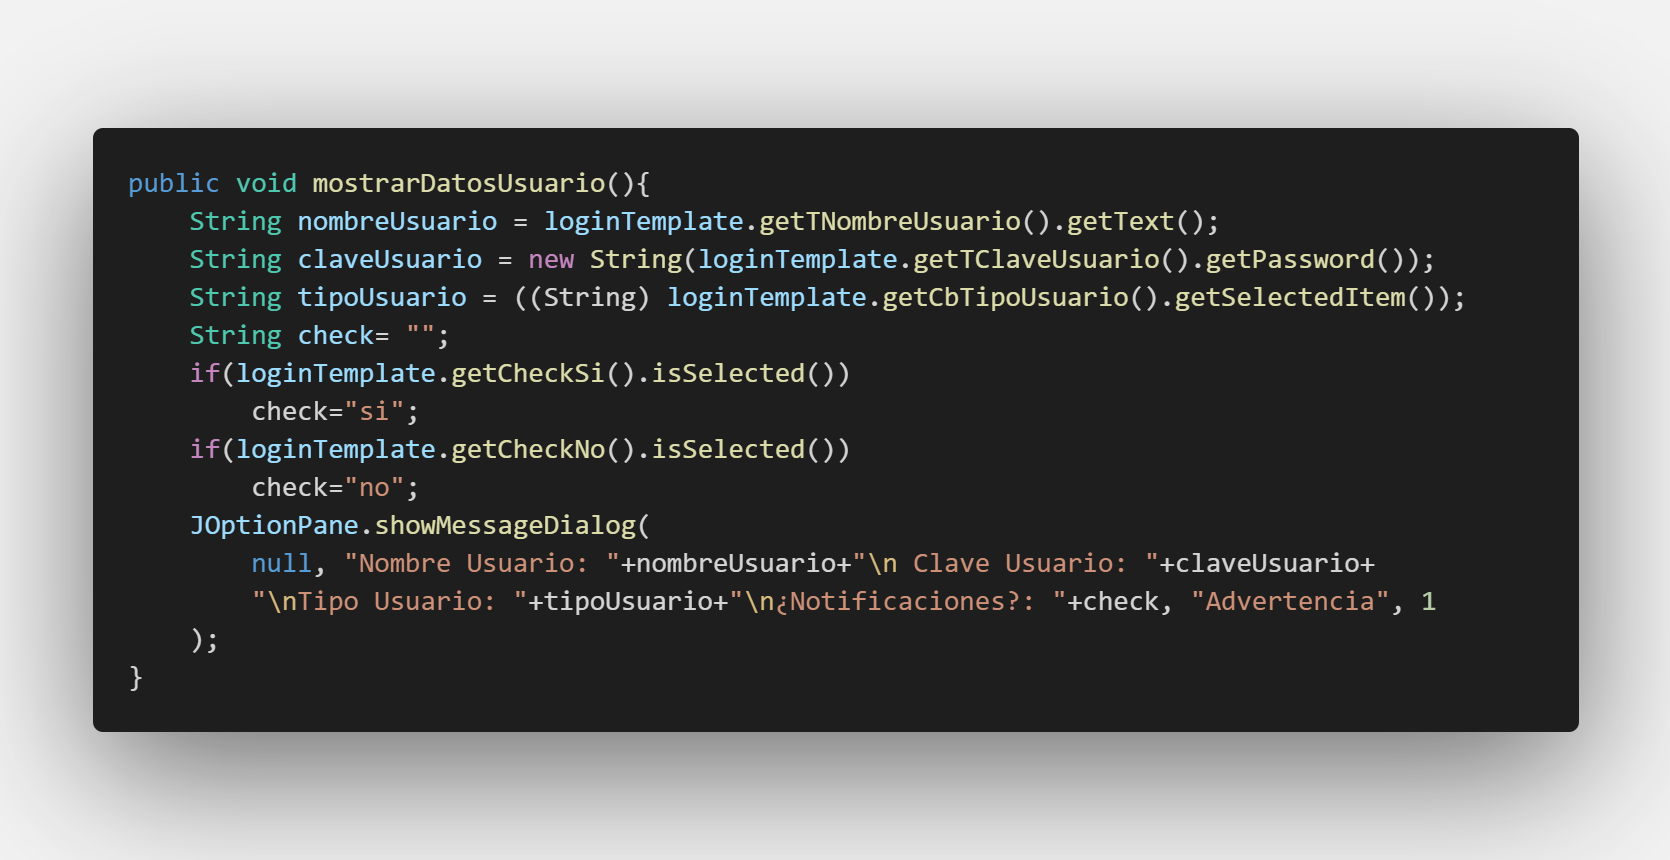 public void mostrarDatosUsuario(){
    String nombreUsuario = loginTemplate.getTNombreUsuario().getText();
    String claveUsuario = new String(loginTemplate.getTClaveUsuario().getPassword());
    String tipoUsuario = ((String) loginTemplate.getCbTipoUsuario().getSelectedItem());
    String check= "";
    if(loginTemplate.getCheckSi().isSelected())
        check="si";
    if(loginTemplate.getCheckNo().isSelected())
        check="no";
    JOptionPane.showMessageDialog(
        null, "Nombre Usuario: "+nombreUsuario+"\n Clave Usuario: "+claveUsuario+
        "\nTipo Usuario: "+tipoUsuario+"\n¿Notificaciones?: "+check, "Advertencia", 1
    );
}